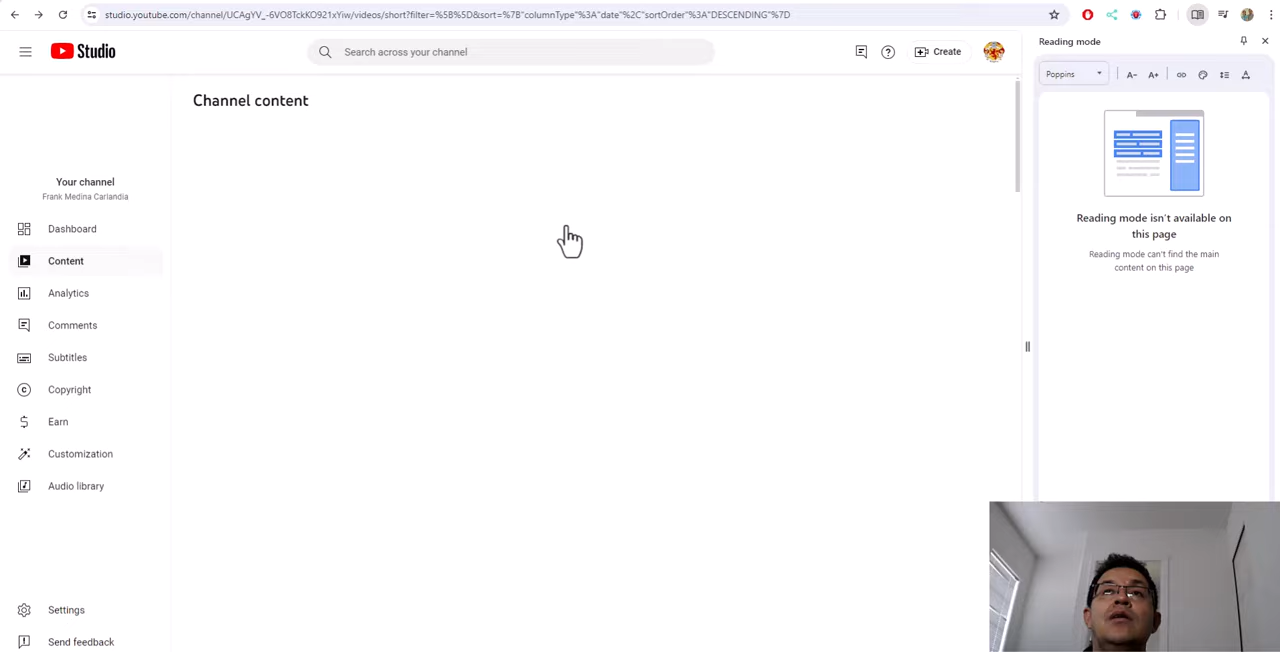 studio.youtube.com/channel/UCAgYV_-6VO8TckKO921xYiw/videos/short?filter=%5B%5D&sort=%7B"columnType"%3A"date"%2C"sortOrder"%3A"DESCENDING"%7D
Studio
Search across your channel
Create
Channel content
Your channel
Frank Medina Carlandia
Dashboard
Content
Analytics
Comments
Subtitles
Copyright
Earn
Customization
Audio library
Settings
Send feedback
Reading mode
Poppins
A-
A+
A
Reading mode isn't available on
this page
Reading mode can't find the main
content on this page